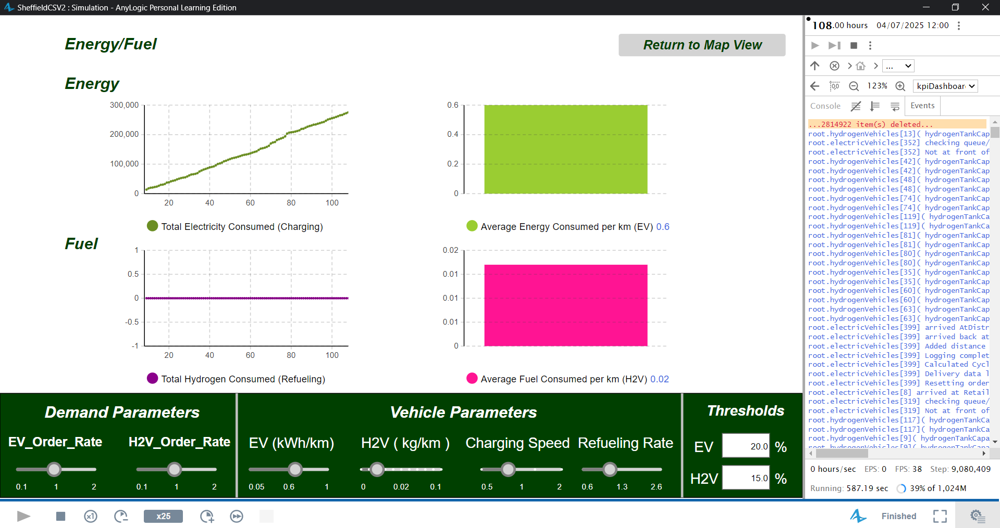 SheffieldCSV2 : Simulation - AnyLogic Personal Learning Edition
Energy/Fuel
Return to Map View
Energy
300,000
200,000
100,000
0
20 40 60 80 100
Total Electricity Consumed (Charging)
0.6
0.4
0.2
0
Average Energy Consumed per km (EV) 0.6
Fuel
1
0.5
0
-0.5
-1
20 40 60 80 100
Total Hydrogen Consumed (Refueling)
0.02
0.01
0.01
0.01
0
Average Fuel Consumed per km (H2V) 0.02
Demand Parameters
EV_Order_Rate H2V_Order_Rate
0.1 1 2 0.1 1 2
Vehicle Parameters
EV (kWh/km) H2V ( kg/km ) Charging Speed Refueling Rate
0.05 0.6 1 0 0.02 0.1 0.5 1 2 0.6 1.3 2.6
Thresholds
EV 20.0 %
H2V 15.0 %
108.00 hours 04/07/2025 12:00
...
123% kpiDashboar
Console Events
...2814922 item(s) deleted...
root.hydrogenVehicles[13]( hydrogenTankCap
root.electricVehicles[352] checking queue/
root.electricVehicles[352] Not at front of
root.hydrogenVehicles[42]( hydrogenTankCap
root.hydrogenVehicles[42]( hydrogenTankCap
root.hydrogenVehicles[48]( hydrogenTankCap
root.hydrogenVehicles[48]( hydrogenTankCap
root.hydrogenVehicles[74]( hydrogenTankCap
root.hydrogenVehicles[74]( hydrogenTankCap
root.hydrogenVehicles[119]( hydrogenTankCa
root.hydrogenVehicles[119]( hydrogenTankCa
root.hydrogenVehicles[81]( hydrogenTankCap
root.hydrogenVehicles[81]( hydrogenTankCap
root.hydrogenVehicles[80]( hydrogenTankCap
root.hydrogenVehicles[80]( hydrogenTankCap
root.hydrogenVehicles[35]( hydrogenTankCap
root.hydrogenVehicles[35]( hydrogenTankCap
root.hydrogenVehicles[60]( hydrogenTankCap
root.hydrogenVehicles[60]( hydrogenTankCap
root.hydrogenVehicles[63]( hydrogenTankCap
root.hydrogenVehicles[63]( hydrogenTankCap
root.electricVehicles[399] arrived AtDistr
root.electricVehicles[399] arrived back at
root.electricVehicles[399] Added distance
root.electricVehicles[399] Logging complet
root.electricVehicles[399] Calculated Cycl
root.electricVehicles[399] Delivery data l
root.electricVehicles[399] Resetting order
root.electricVehicles[8] arrived at Retail
root.electricVehicles[319] checking queue/
root.electricVehicles[319] Not at front of
root.hydrogenVehicles[117]( hydrogenTankCa
root.hydrogenVehicles[117]( hydrogenTankCa
root.hydrogenVehicles[9]( hydrogenTankCapa
root.hydrogenVehicles[9]( hydrogenTankCapa
0 hours/sec EPS: 0 FPS: 38 Step: 9,080,409
Running: 587.19 sec 39% of 1,024M
x1 x25 Finished